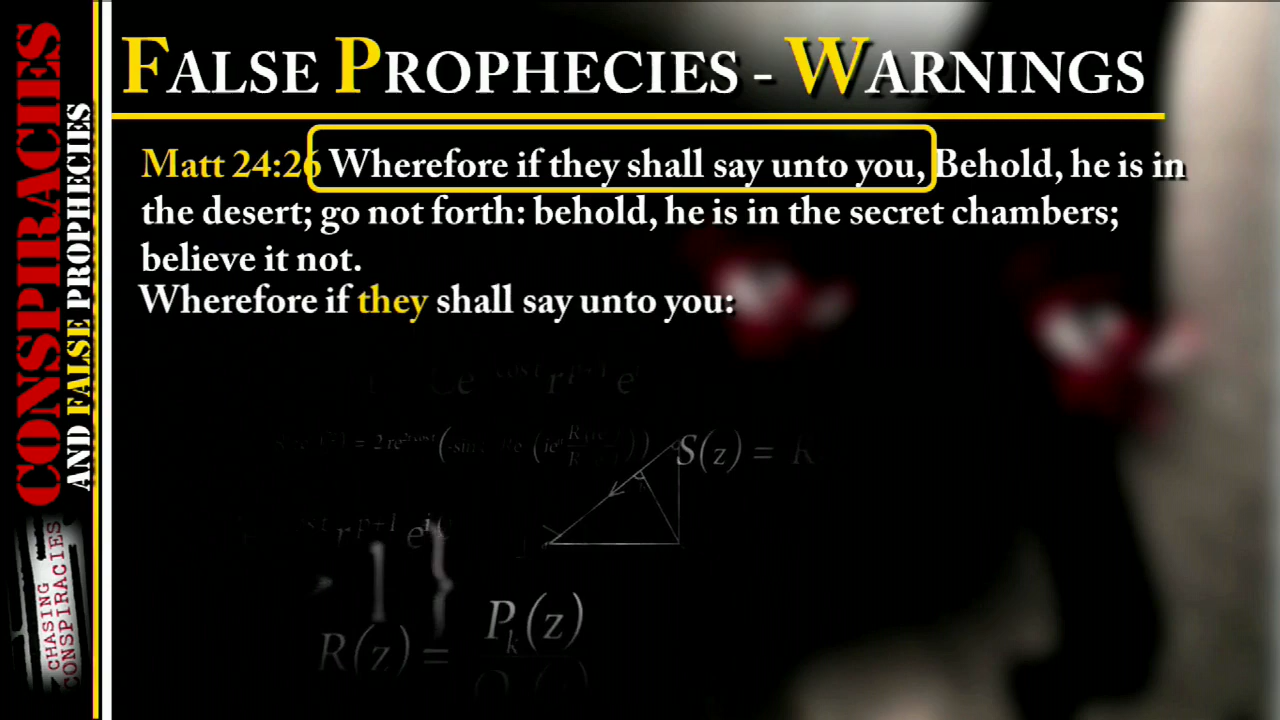 FALSE PROPHECIES - WARNINGS
Matt 24:26 Wherefore if they shall say unto you, Behold, he is in
the desert; go not forth: behold, he is in the secret chambers;
believe it not.
Wherefore if they shall say unto you:
CONSPIRACIES
AND FALSE PROPHECIES
CHASING
CONSPIRACIES
S(z) = R
P_k(z)
R(z) =